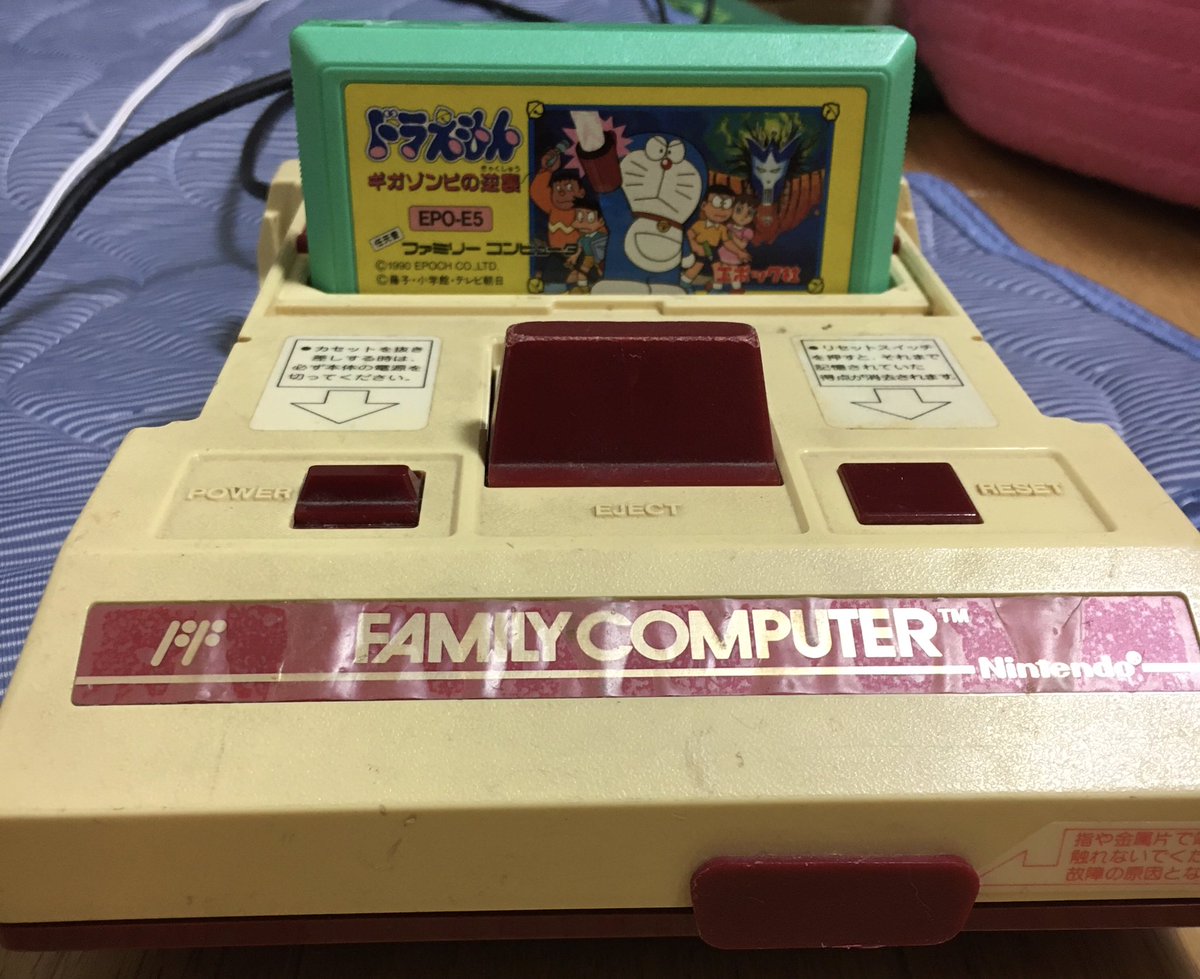 ドラえもん
ぎゃくしゅう
ギガゾンビの逆襲
EPO-E5
任天堂
ファミリー コンピュータ
©1990 EPOCH CO.,LTD.
©藤子・小学館・テレビ朝日
エポック社
●カセットを抜き
差しする時は、
必ず本体の電源を
切ってください。
●リセットスイッチ
を押すと、それまで
記憶されていた
得点が消去されます
POWER
EJECT
RESET
FAMILY COMPUTER™
Nintendo®
指や金属片で
触れないでくだ
故障の原因とな